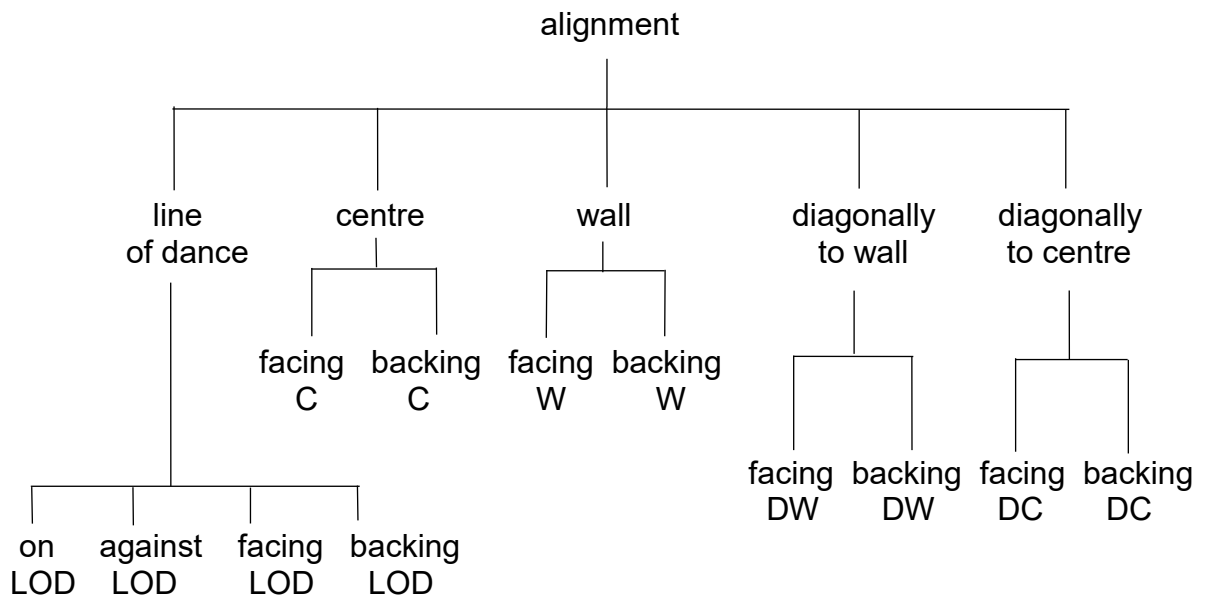 alignment
line
of dance
centre
wall
diagonally
to wall
diagonally
to centre
facing
C
backing
C
facing
W
backing
W
facing
DW
backing
DW
facing
DC
backing
DC
on
LOD
against
LOD
facing
LOD
backing
LOD